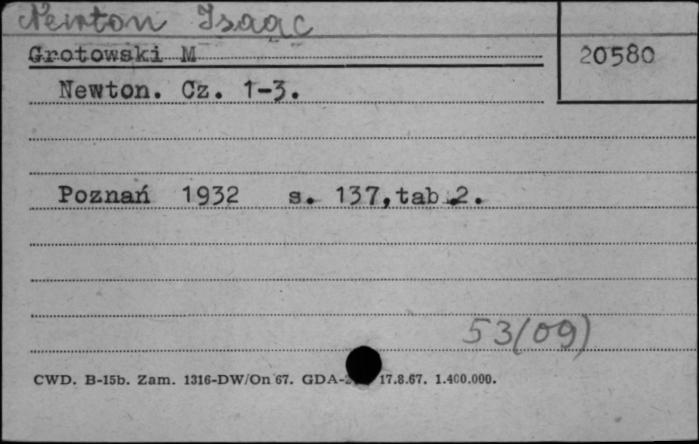 Newton Isaac
Grotowski M
20580
Newton. Cz. 1-3.
Poznań 1932 s. 137, tab.2.
53(09)
CWD. B-15b. Zam. 1316-DW/On 67. GDA- 17.8.67. 1.400.000.